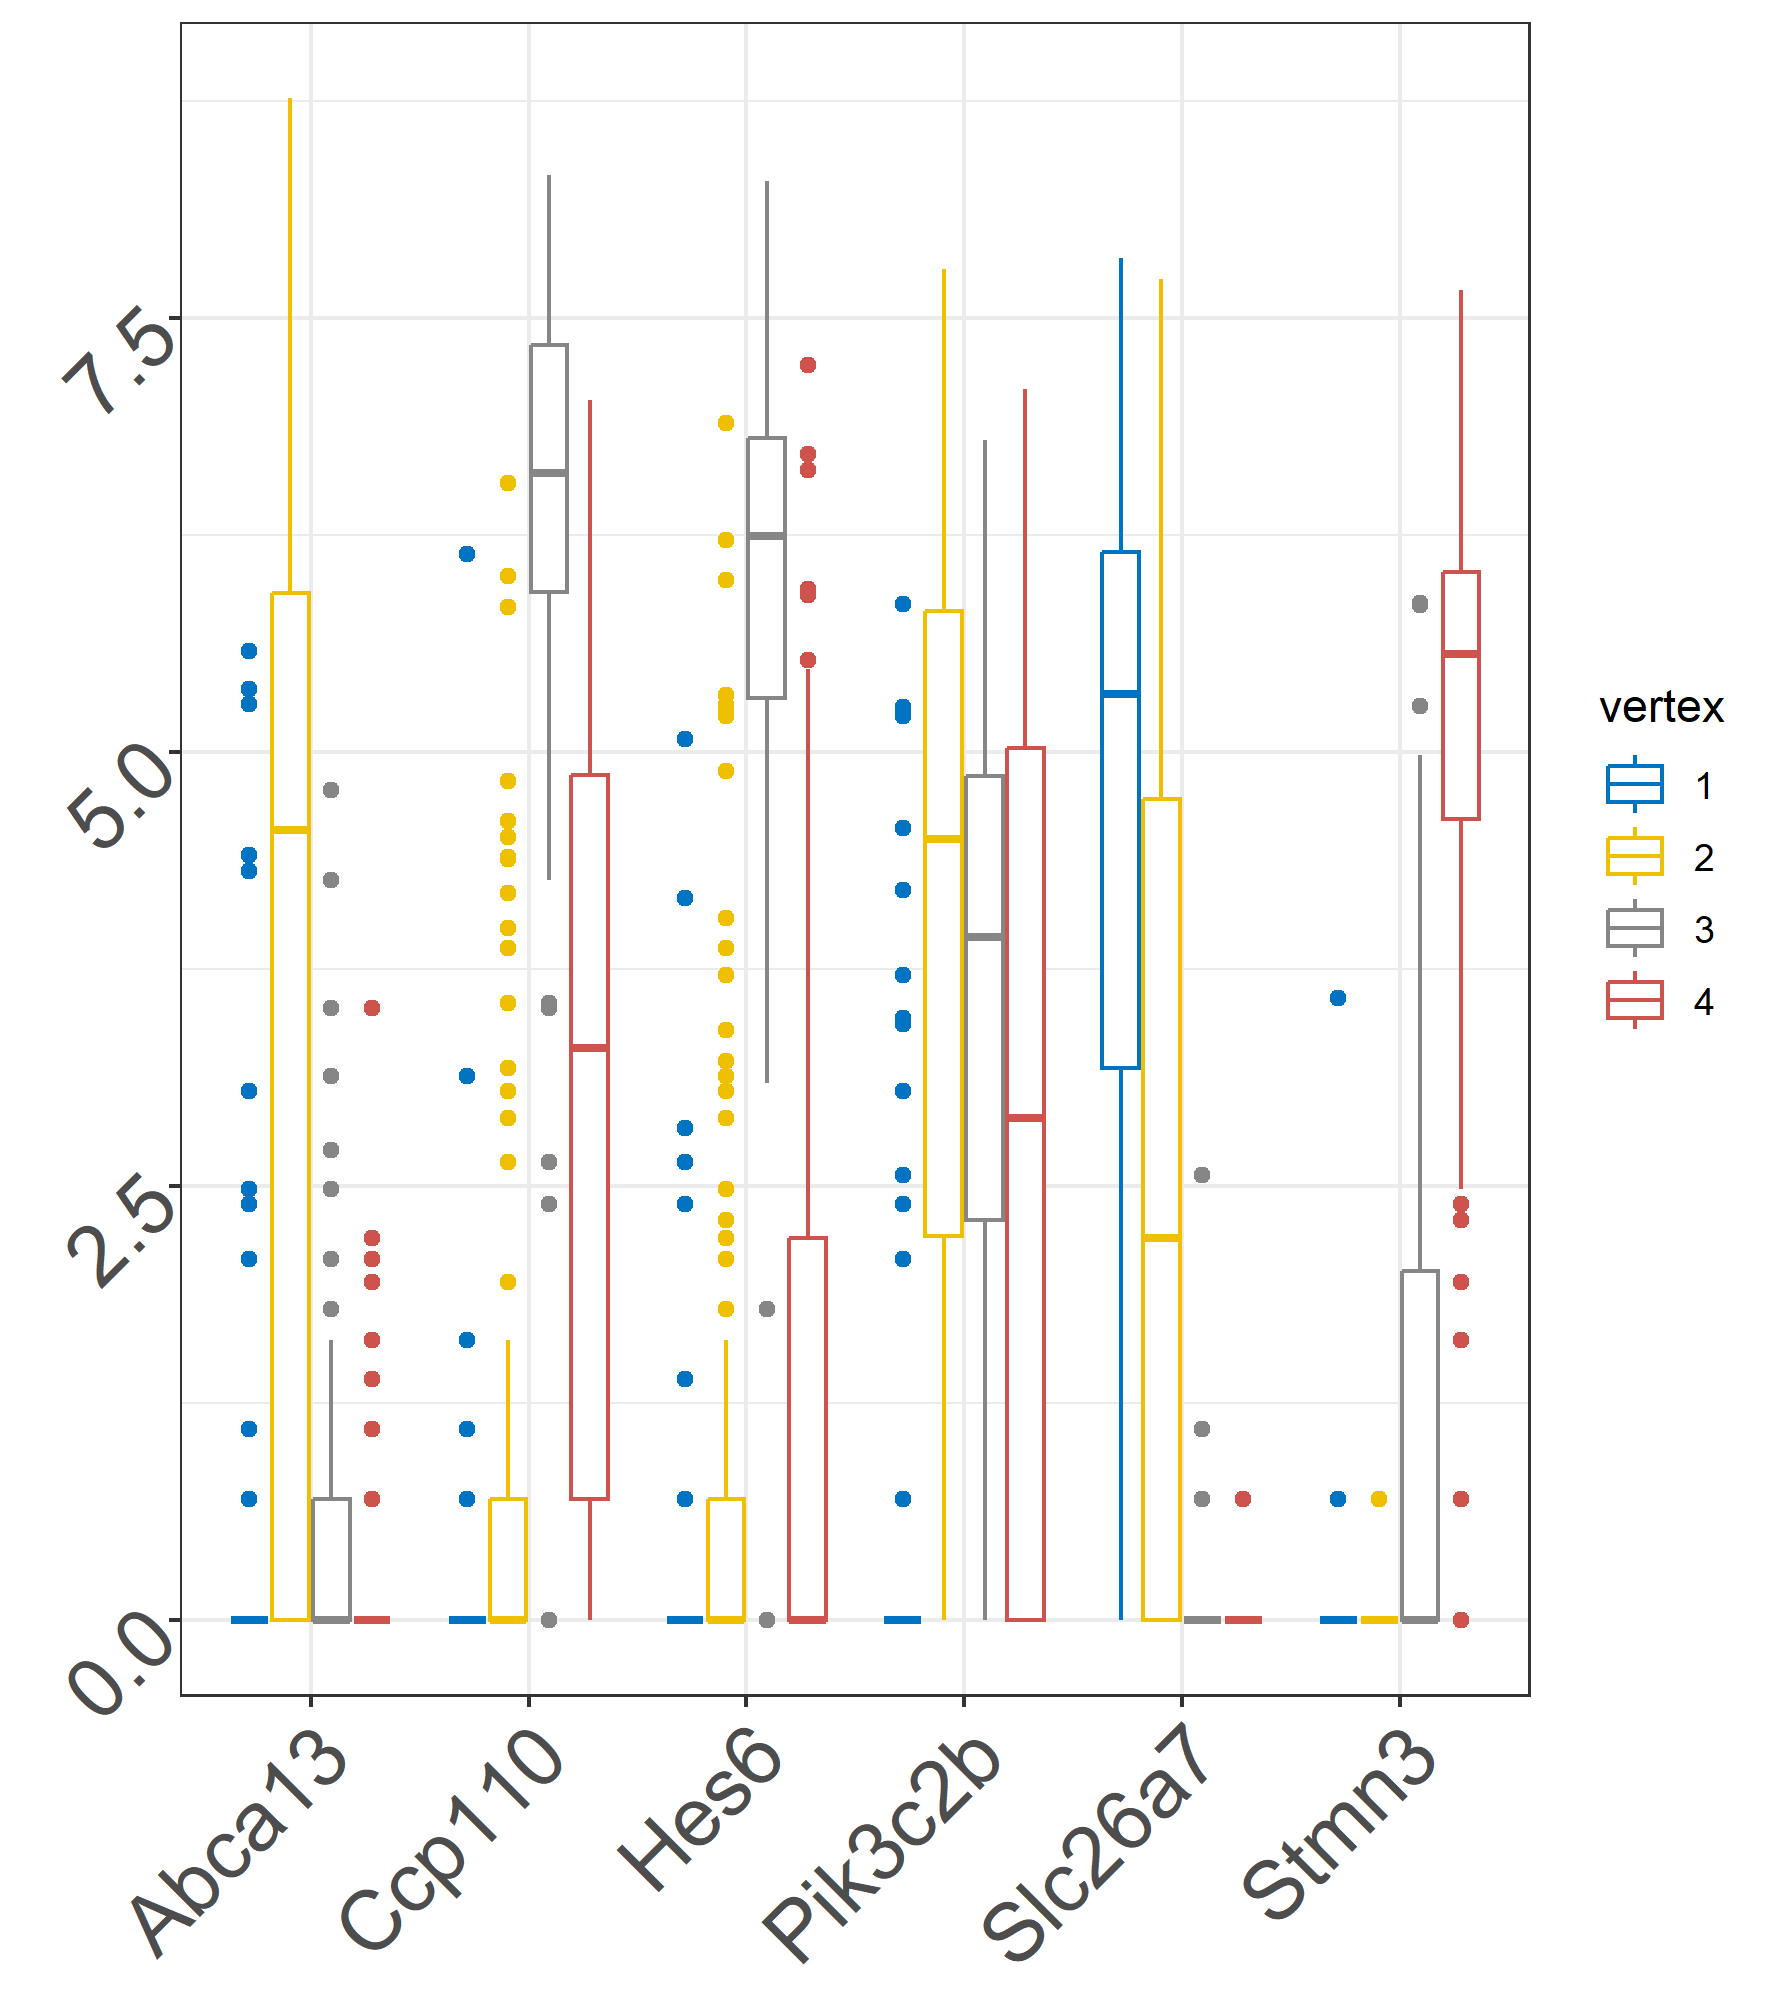 7.5
5.0
2.5
0.0
Abca13
Ccp110
Hes6
Pik3c2b
Slc26a7
Stmn3
vertex
1
2
3
4